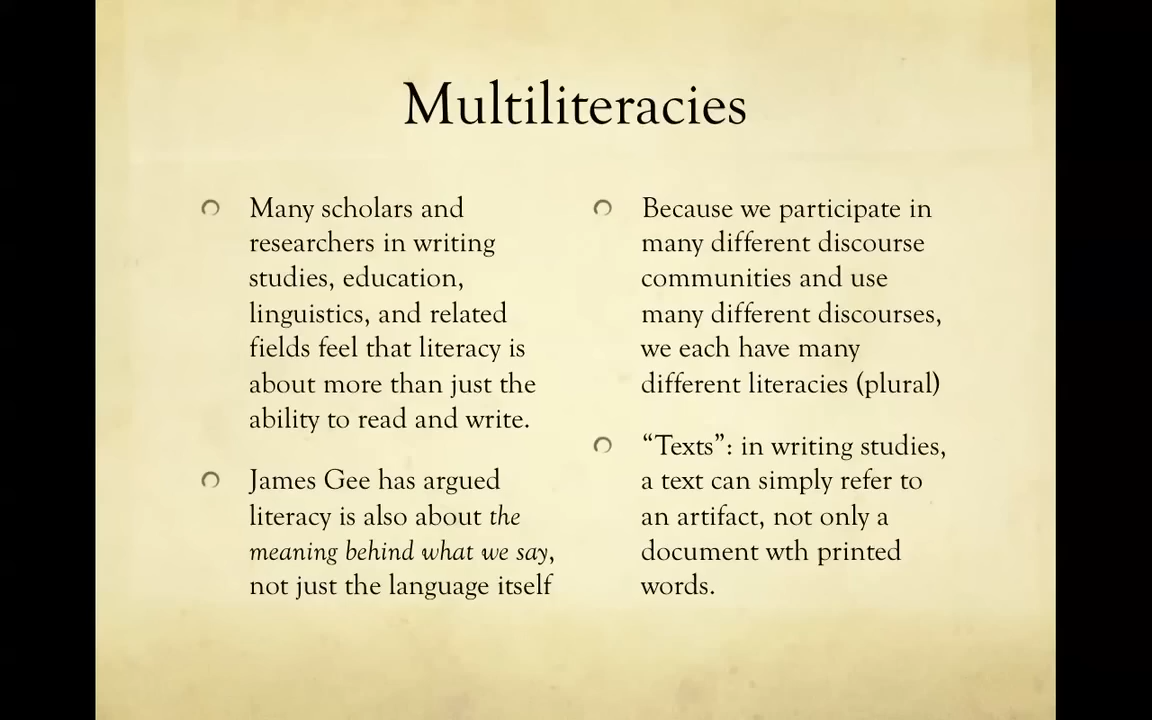 Multiliteracies
Many scholars and
researchers in writing
studies, education,
linguistics, and related
fields feel that literacy is
about more than just the
ability to read and write.
James Gee has argued
literacy is also about the
meaning behind what we say,
not just the language itself
Because we participate in
many different discourse
communities and use
many different discourses,
we each have many
different literacies (plural)
“Texts”: in writing studies,
a text can simply refer to
an artifact, not only a
document wth printed
words.